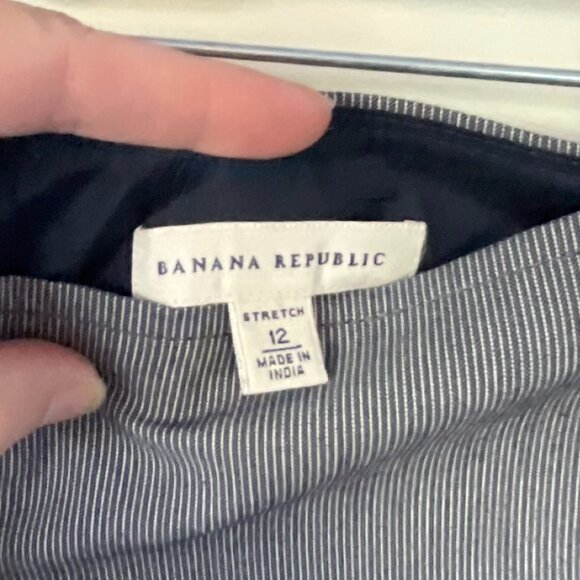 BANANA REPUBLIC
STRETCH
12
MADE IN
INDIA